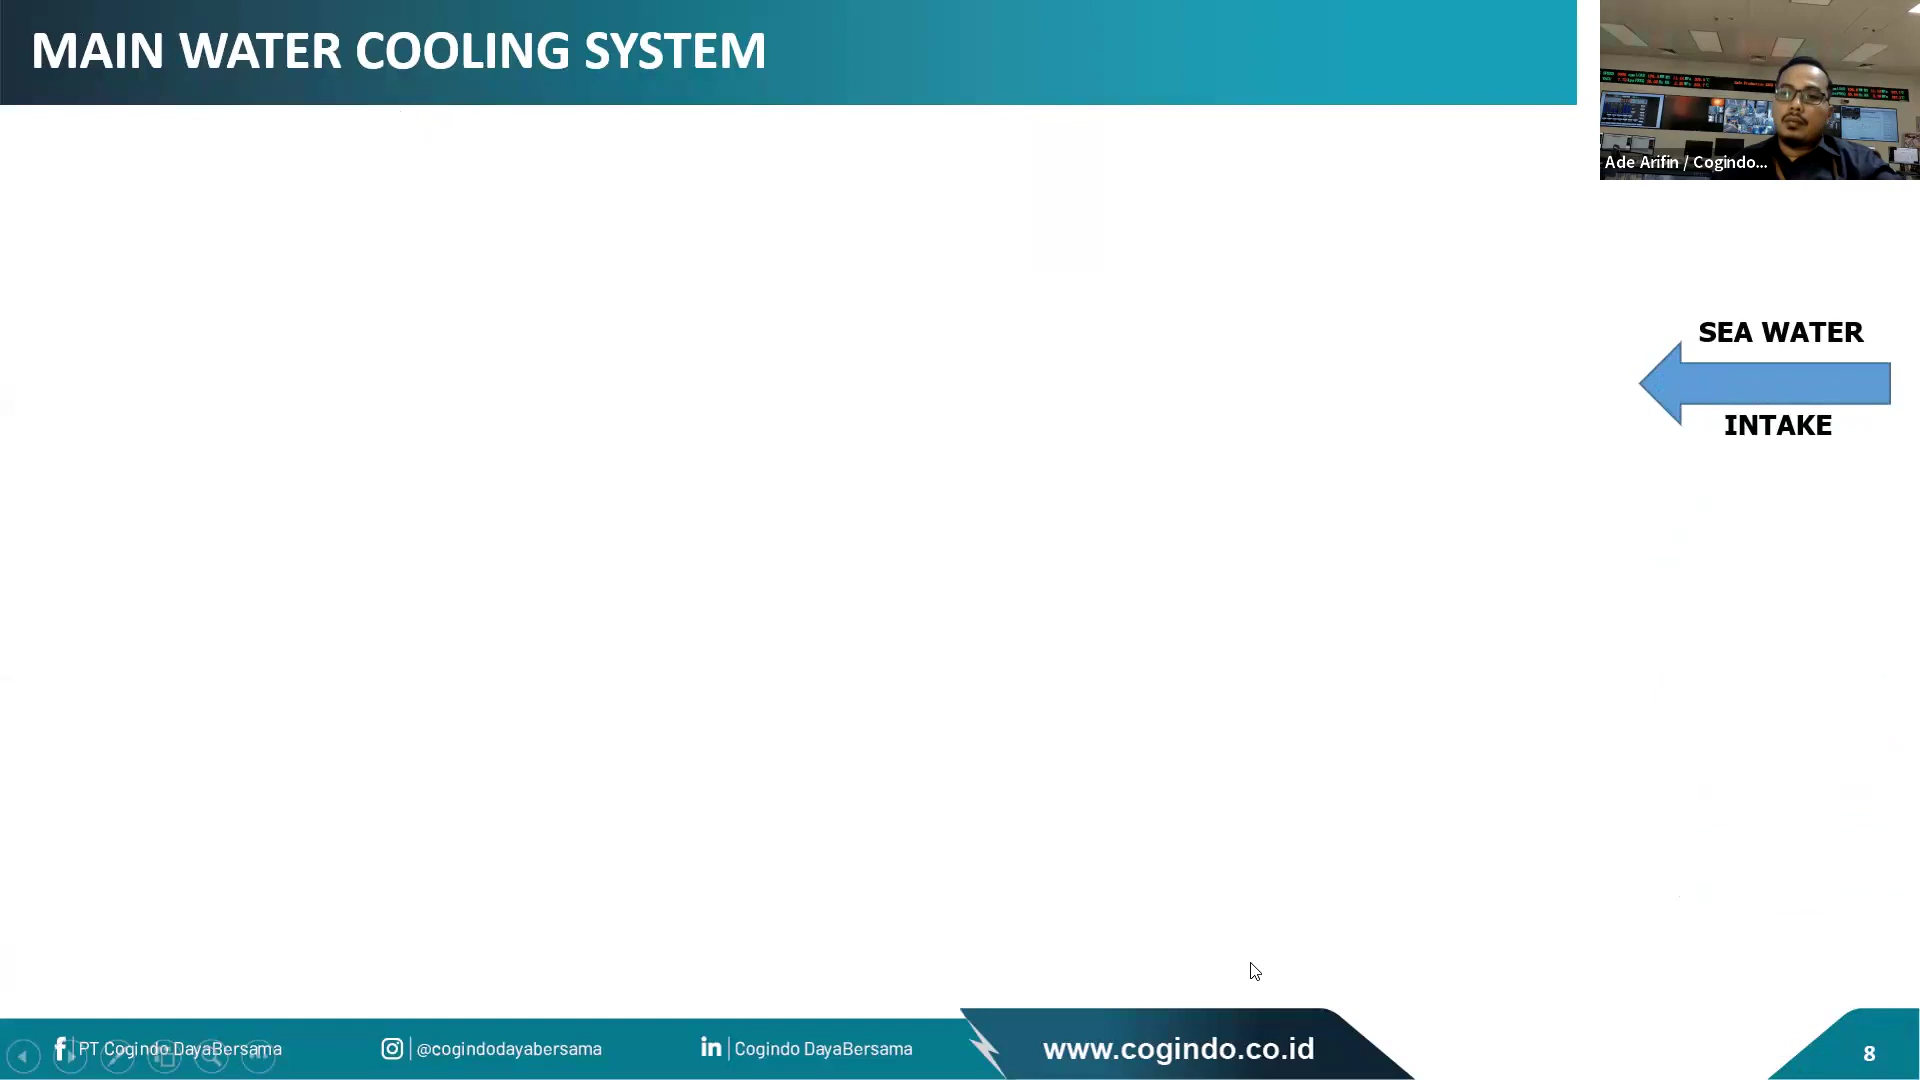 MAIN WATER COOLING SYSTEM
Ade Arifin / Cogindo...
SEA WATER
INTAKE
PT Cogindo DayaBersama
@cogindodayabersama
in
Cogindo DayaBersama
www.cogindo.co.id
8